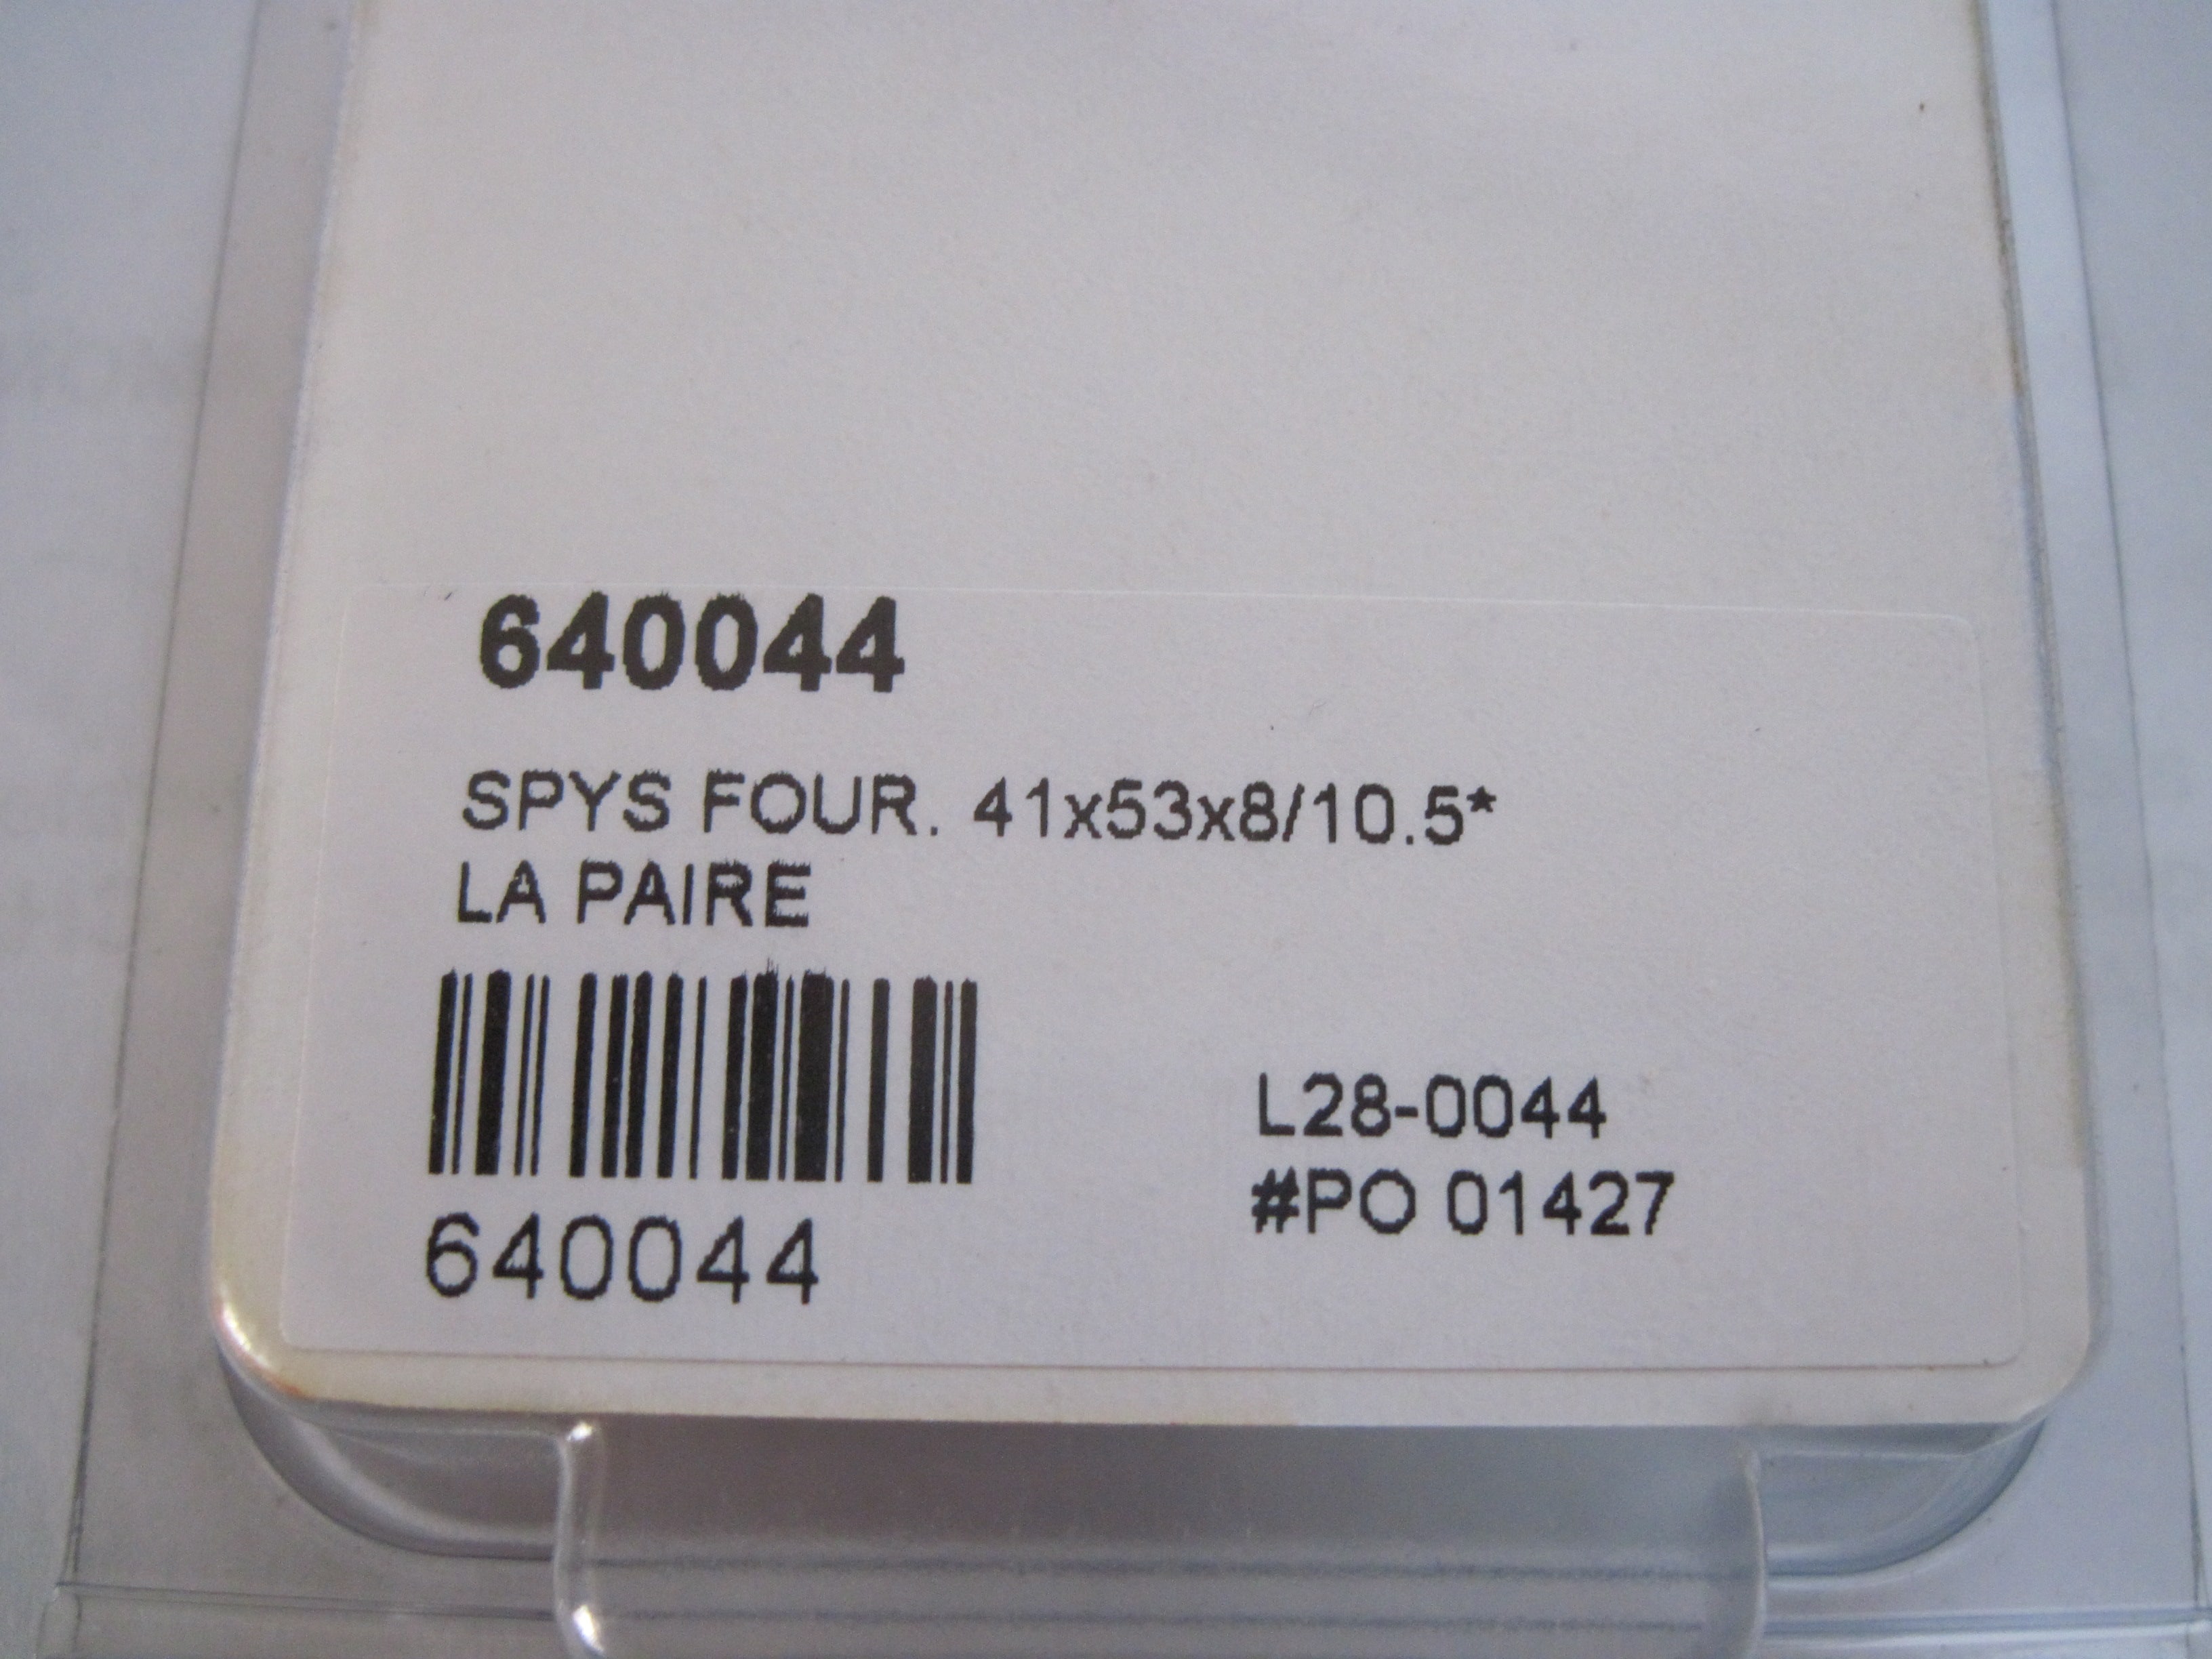 640044
SPYS FOUR. 41x53x8/10.5*
LA PAIRE
640044
L28-0044
#PO 01427